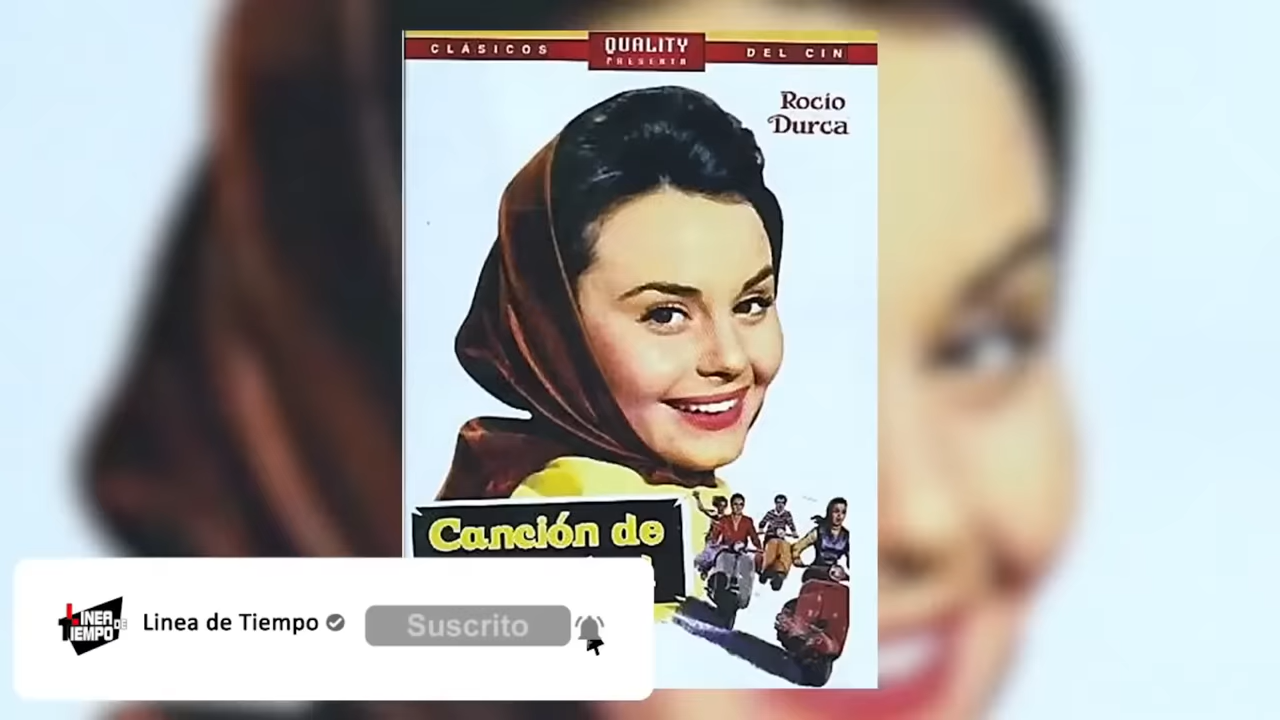 CLÁSICOS
QUALITY
PRESENTA
DEL CIN
Rocío
Durca
Canción de
LINEA DE
TIEMPO
Linea de Tiempo
Suscrito